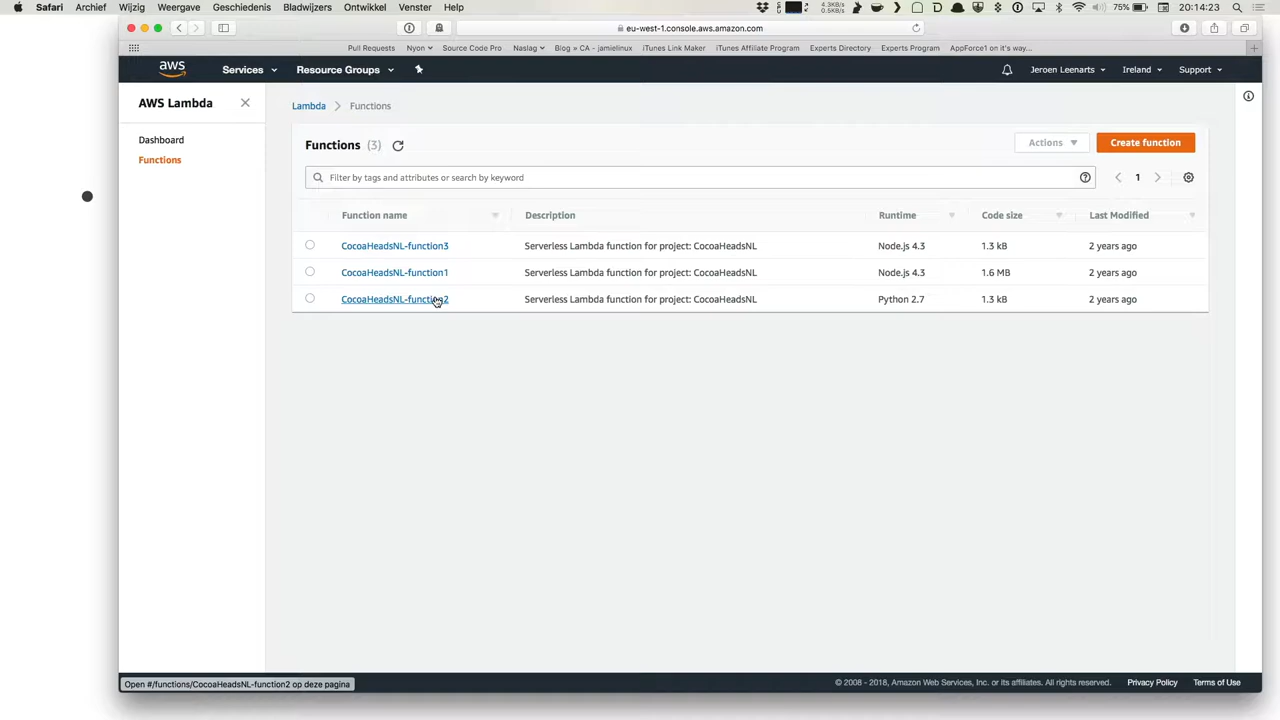 Safari Archief Wijzig Weergave Geschiedenis Bladwijzers Ontwikkel Venster Help 4.3KB/s 0.5KB/s 75% 20:14:23
eu-west-1.console.aws.amazon.com
Pull Requests Nyon Source Code Pro Naslag Blog » CA - jamielinux iTunes Link Maker iTunes Affiliate Program Experts Directory Experts Program AppForce1 on it's way...
aws Services Resource Groups Jeroen Leenarts Ireland Support
AWS Lambda
Dashboard
Functions
Lambda > Functions
Functions (3) Actions Create function
Filter by tags and attributes or search by keyword 1
Function name Description Runtime Code size Last Modified
CocoaHeadsNL-function3 Serverless Lambda function for project: CocoaHeadsNL Node.js 4.3 1.3 kB 2 years ago
CocoaHeadsNL-function1 Serverless Lambda function for project: CocoaHeadsNL Node.js 4.3 1.6 MB 2 years ago
CocoaHeadsNL-function2 Serverless Lambda function for project: CocoaHeadsNL Python 2.7 1.3 kB 2 years ago
Open #/functions/CocoaHeadsNL-function2 op deze pagina
© 2008 - 2018, Amazon Web Services, Inc. or its affiliates. All rights reserved. Privacy Policy Terms of Use